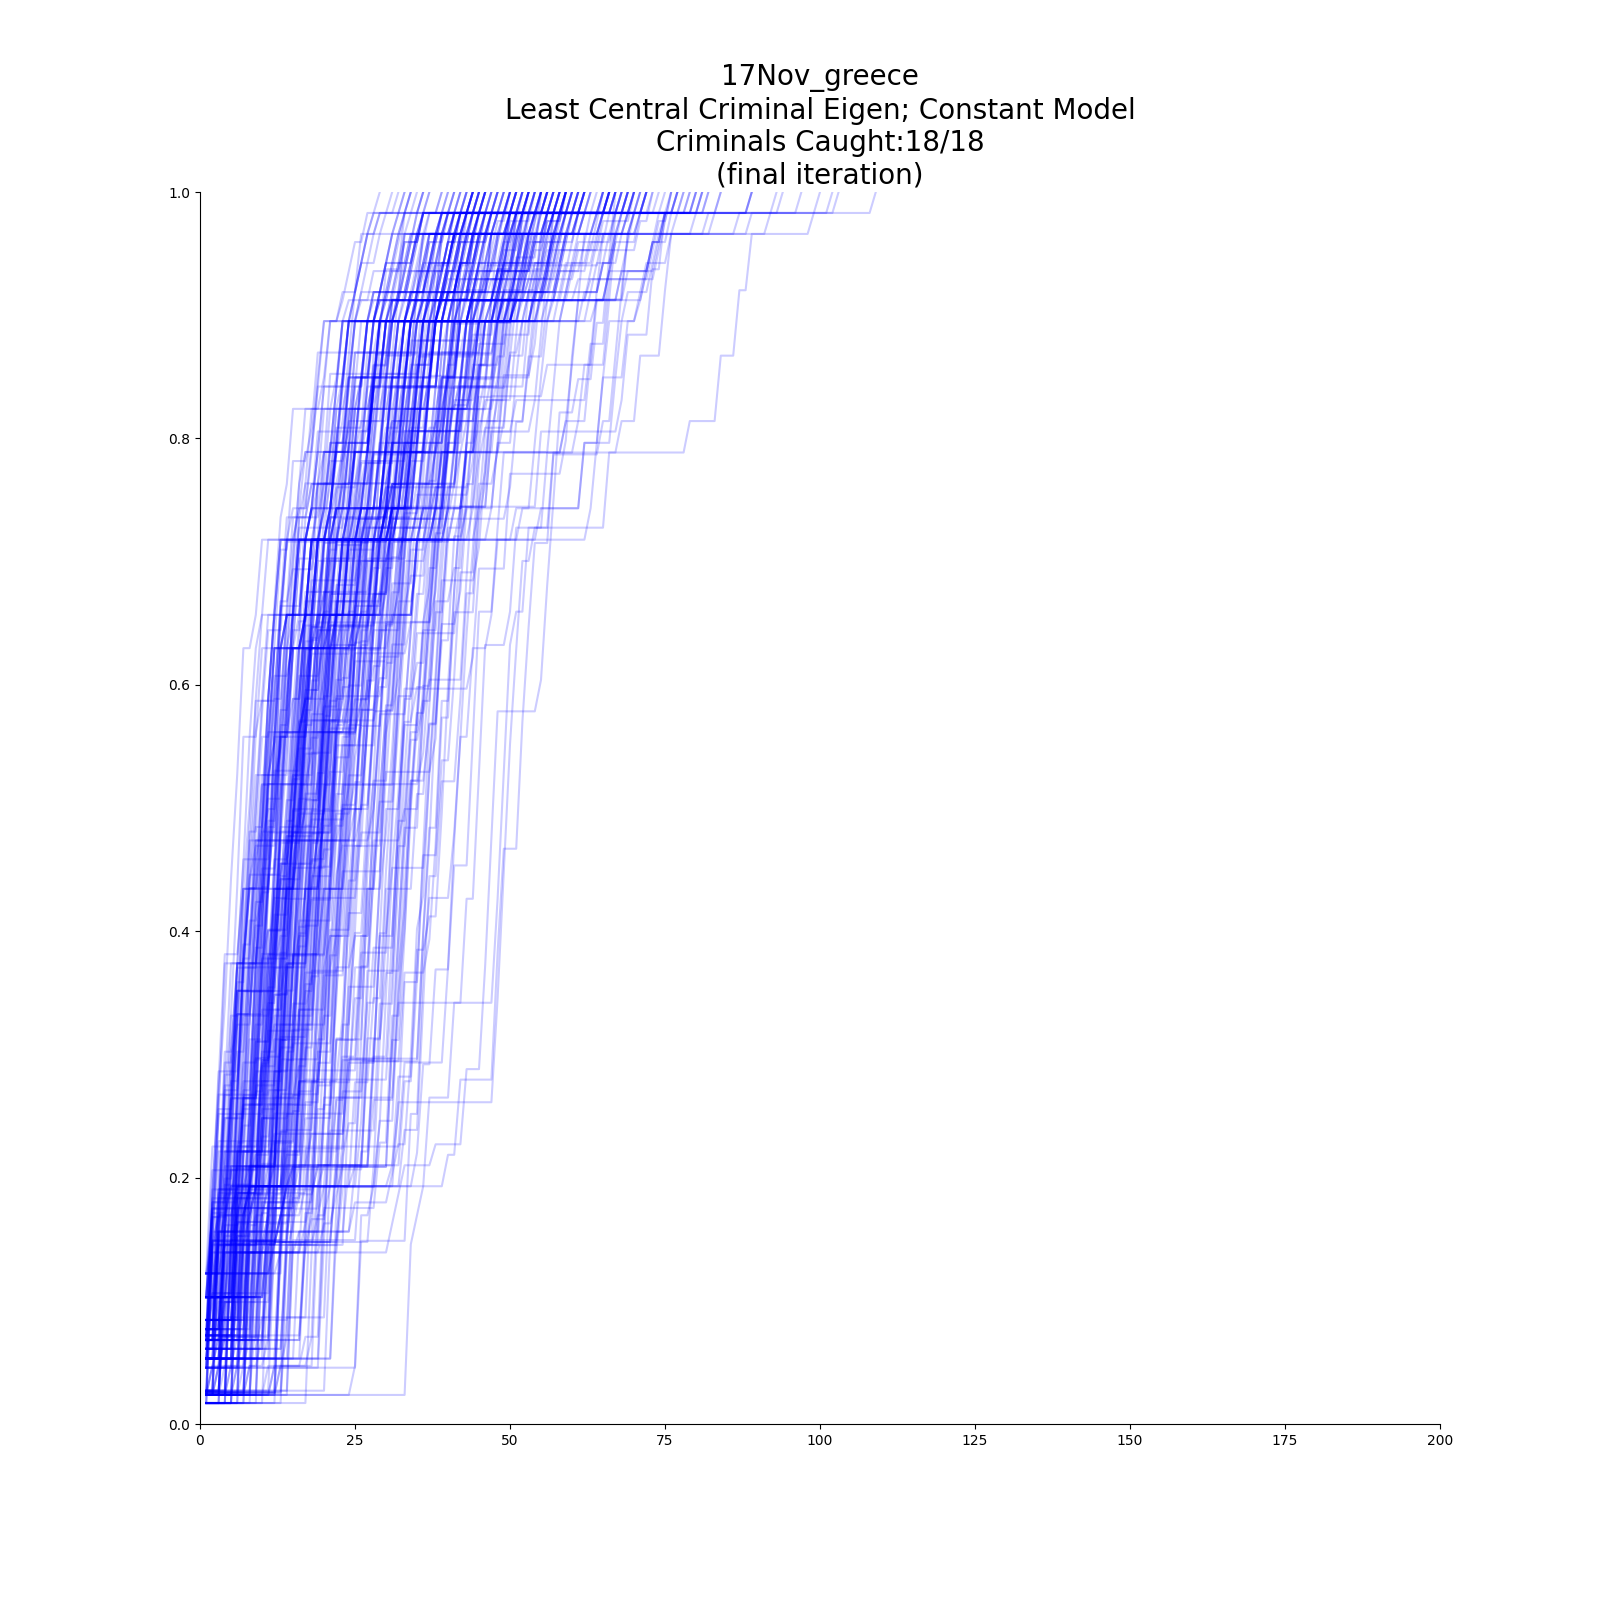 17Nov_greece
Least Central Criminal Eigen; Constant Model
Criminals Caught:18/18
(final iteration)
1.0
0.8
0.6
0.4
0.2
0.0
0 25 50 75 100 125 150 175 200